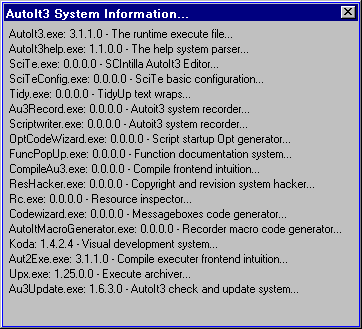 AutoIt3 System Information...
AutoIt3.exe: 3.1.1.0 - The runtime execute file...
AutoIt3help.exe: 1.1.0.0 - The help system parser...
SciTe.exe: 0.0.0.0 - SCIntilla AutoIt3 Editor...
SciTeConfig.exe: 0.0.0.0 - SciTe basic configuration...
Tidy.exe: 0.0.0.0 - TidyUp text wraps...
Au3Record.exe: 0.0.0.0 - Autoit3 system recorder...
Scriptwriter.exe: 0.0.0.0 - Autoit3 system recorder...
OptCodeWizard.exe: 0.0.0.0 - Script startup Opt generator...
FuncPopUp.exe: 0.0.0.0 - Function documentation system...
CompileAu3.exe: 0.0.0.0 - Compile frontend intuition...
ResHacker.exe: 0.0.0.0 - Copyright and revision system hacker...
Rc.exe: 0.0.0.0 - Resource inspector...
Codewizard.exe: 0.0.0.0 - Messageboxes code generator...
AutoItMacroGenerator.exe: 0.0.0.0 - Recorder macro code generator...
Koda: 1.4.2.4 - Visual development system...
Aut2Exe.exe: 3.1.1.0 - Compile executer frontend intuition...
Upx.exe: 1.25.0.0 - Execute archiver...
Au3Update.exe: 1.6.3.0 - AutoIt3 check and update system...